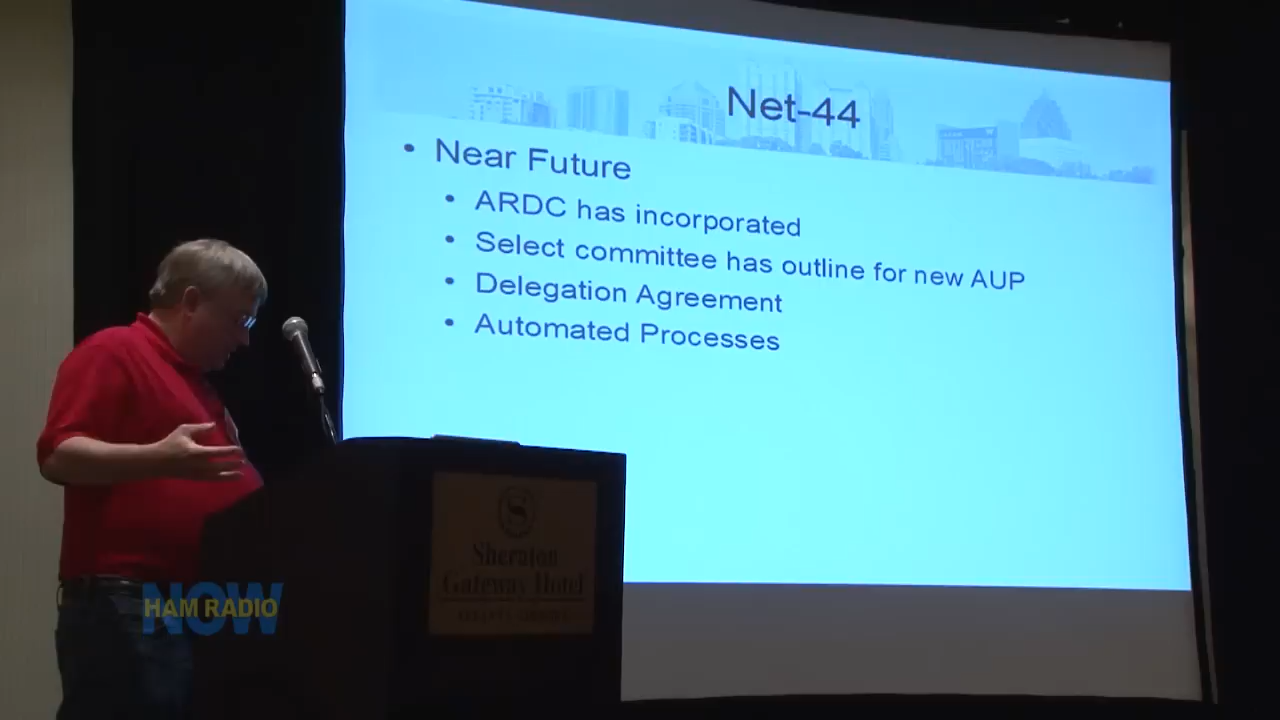 Net-44
• Near Future
• ARDC has incorporated
• Select committee has outline for new AUP
• Delegation Agreement
• Automated Processes
S
Sheraton
Gateway Hotel
HAM RADIO
NOW